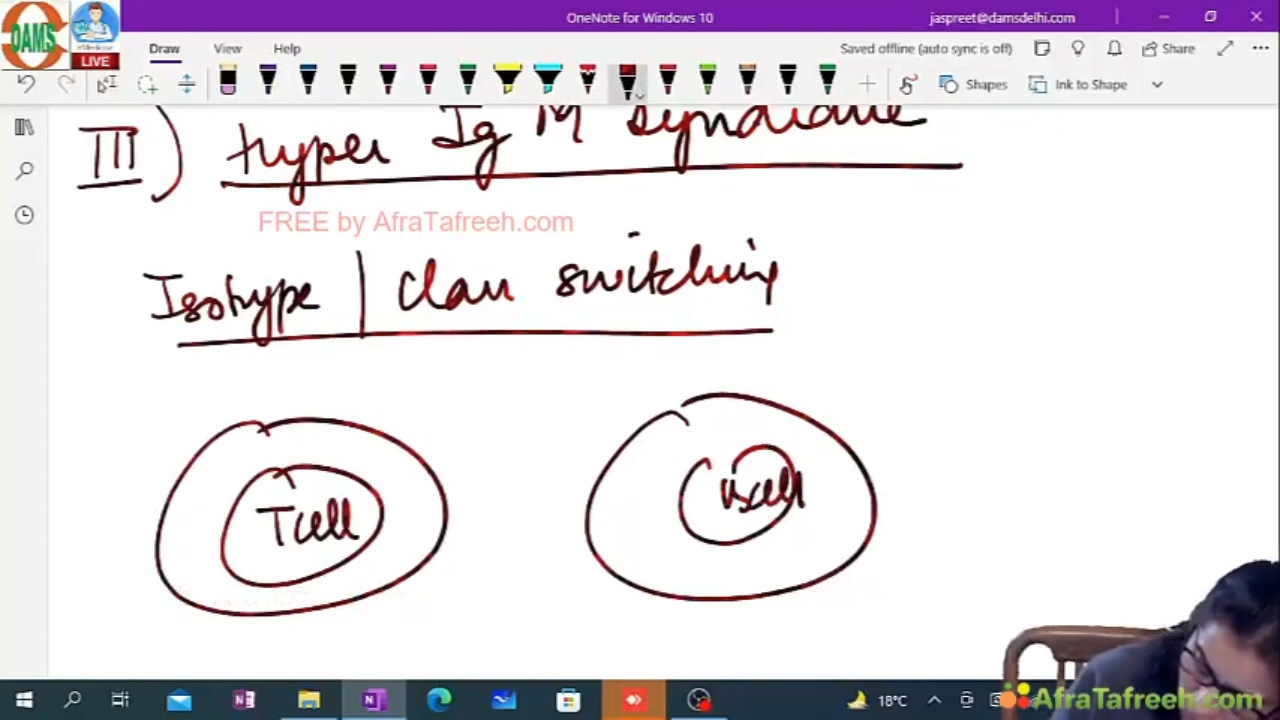 OneNote for Windows 10
jaspreet@damsdelhi.com
DAMS
eMedicoz
LIVE
Draw View Help
Saved offline (auto sync is off)
Share
Shapes
Ink to Shape
III) Hyper Ig M syndrome
FREE by AfraTafreeh.com
Isotype | Class switching
T cell
B cell
18°C
AfraTafreeh.com